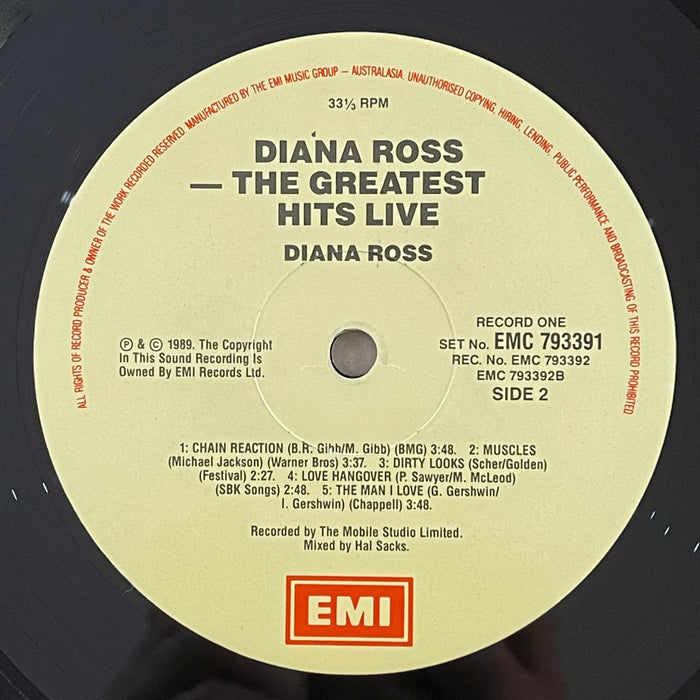 ALL RIGHTS OF RECORD PRODUCER & OWNER OF THE WORK RECORDED RESERVED. MANUFACTURED BY THE EMI MUSIC GROUP – AUSTRALASIA. UNAUTHORISED COPYING, HIRING, LENDING, PUBLIC PERFORMANCE AND BROADCASTING OF THIS RECORD PROHIBITED
33⅓ RPM
DIANA ROSS
— THE GREATEST
HITS LIVE
DIANA ROSS
RECORD ONE
SET No. EMC 793391
REC. No. EMC 793392
EMC 793392B
SIDE 2
Ⓟ & © 1989. The Copyright
In This Sound Recording Is
Owned By EMI Records Ltd.
1: CHAIN REACTION (B.R. Gibb/M. Gibb) (BMG) 3:48. 2: MUSCLES
(Michael Jackson) (Warner Bros) 3:37. 3: DIRTY LOOKS (Scher/Golden)
(Festival) 2:27. 4: LOVE HANGOVER (P. Sawyer/M. McLeod)
(SBK Songs) 2:48. 5: THE MAN I LOVE (G. Gershwin/
I. Gershwin) (Chappell) 3:48.
Recorded by The Mobile Studio Limited.
Mixed by Hal Sacks.
EMI